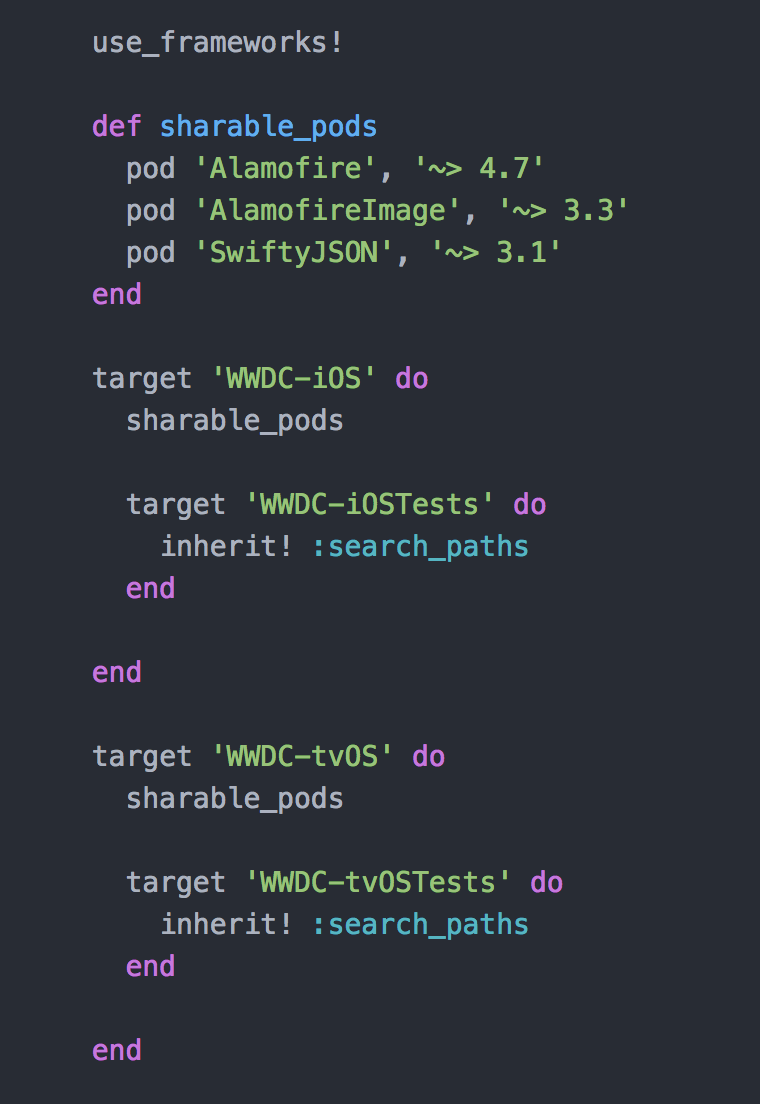 use_frameworks!
def sharable_pods
pod 'Alamofire', '~> 4.7'
pod 'AlamofireImage', '~> 3.3'
pod 'SwiftyJSON', '~> 3.1'
end
target 'WWDC-iOS' do
sharable_pods
target 'WWDC-iOSTests' do
inherit! :search_paths
end
end
target 'WWDC-tvOS' do
sharable_pods
target 'WWDC-tvOSTests' do
inherit! :search_paths
end
end